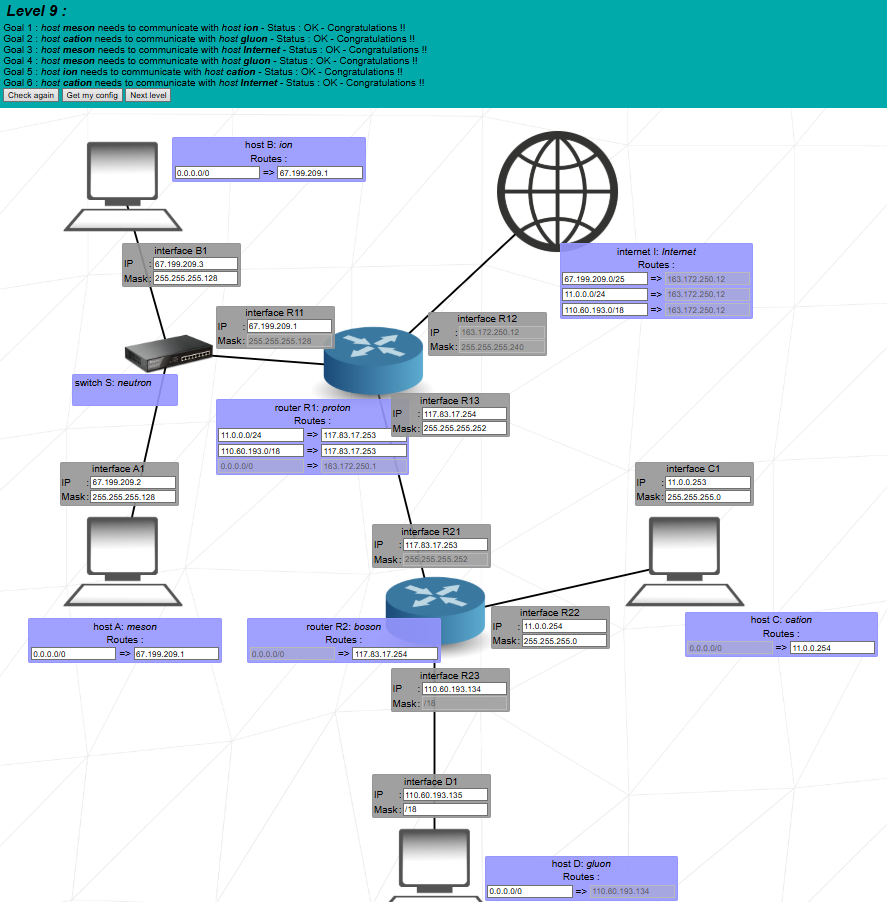 Level 9 :
Goal 1 : host meson needs to communicate with host ion - Status : OK - Congratulations !!
Goal 2 : host cation needs to communicate with host gluon - Status : OK - Congratulations !!
Goal 3 : host meson needs to communicate with host Internet - Status : OK - Congratulations !!
Goal 4 : host meson needs to communicate with host gluon - Status : OK - Congratulations !!
Goal 5 : host ion needs to communicate with host cation - Status : OK - Congratulations !!
Goal 6 : host cation needs to communicate with host Internet - Status : OK - Congratulations !!
Check again Get my config Next level
host B: ion
Routes :
0.0.0.0/0 => 67.199.209.1
interface B1
IP : 67.199.209.3
Mask: 255.255.255.128
internet I: Internet
Routes :
67.199.209.0/25 => 163.172.250.12
11.0.0.0/24 => 163.172.250.12
110.60.193.0/18 => 163.172.250.12
interface R11
IP : 67.199.209.1
Mask: 255.255.255.128
interface R12
IP : 163.172.250.12
Mask: 255.255.255.240
switch S: neutron
interface R13
IP : 117.83.17.254
Mask: 255.255.255.252
router R1: proton
Routes :
11.0.0.0/24 => 117.83.17.253
110.60.193.0/18 => 117.83.17.253
0.0.0.0/0 => 163.172.250.1
interface A1
IP : 67.199.209.2
Mask: 255.255.255.128
interface C1
IP : 11.0.0.253
Mask: 255.255.255.0
interface R21
IP : 117.83.17.253
Mask: 255.255.255.252
interface R22
IP : 11.0.0.254
Mask: 255.255.255.0
host A: meson
Routes :
0.0.0.0/0 => 67.199.209.1
router R2: boson
Routes :
0.0.0.0/0 => 117.83.17.254
host C: cation
Routes :
0.0.0.0/0 => 11.0.0.254
interface R23
IP : 110.60.193.134
Mask: /18
interface D1
IP : 110.60.193.135
Mask: /18
host D: gluon
Routes :
0.0.0.0/0 => 110.60.193.134